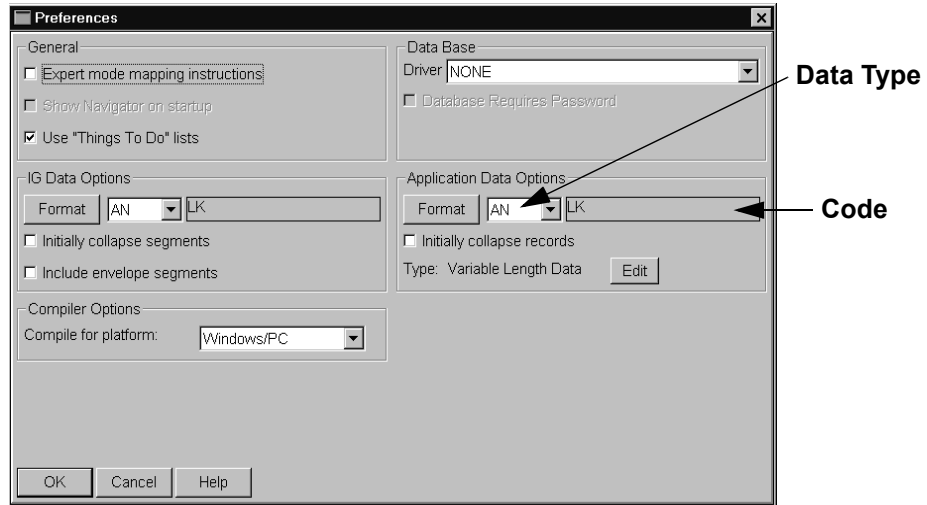 Preferences
General
Expert mode mapping instructions
Show Navigator on startup
Use "Things To Do" lists
Data Base
Driver NONE
Database Requires Password
Data Type
IG Data Options
Format AN LK
Initially collapse segments
Include envelope segments
Application Data Options
Format AN LK
Code
Initially collapse records
Type: Variable Length Data Edit
Compiler Options
Compile for platform: Windows/PC
OK Cancel Help